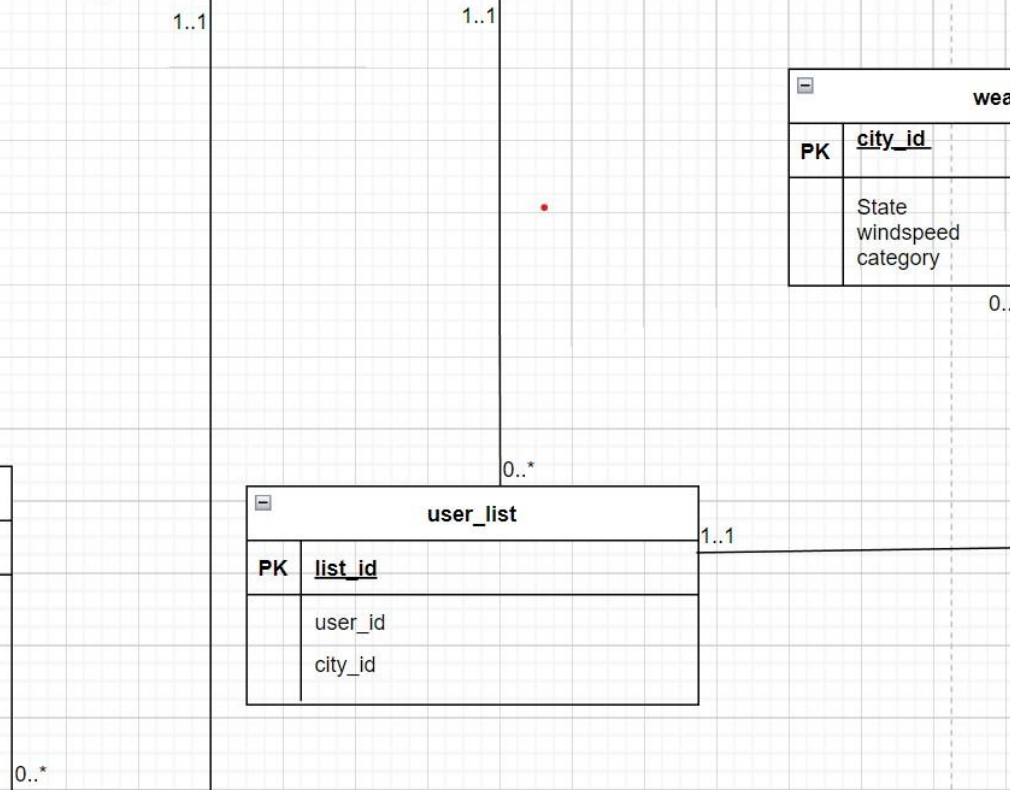 1..1
1..1
PK
city_id
State
windspeed
category
0..*
user_list
1..1
PK
list_id
user_id
city_id
0..*